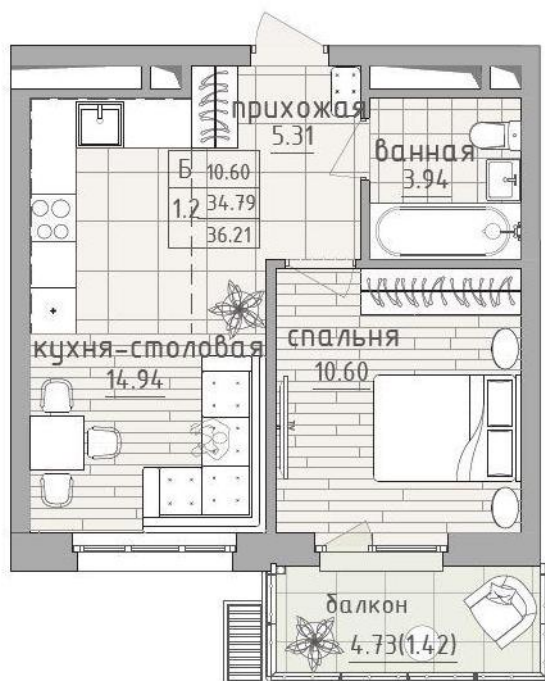 прихожая
5.31
ванная
3.94
Б 10.60
1.2 34.79
36.21
кухня-столовая
14.94
спальня
10.60
TV
балкон
4.73(1.42)